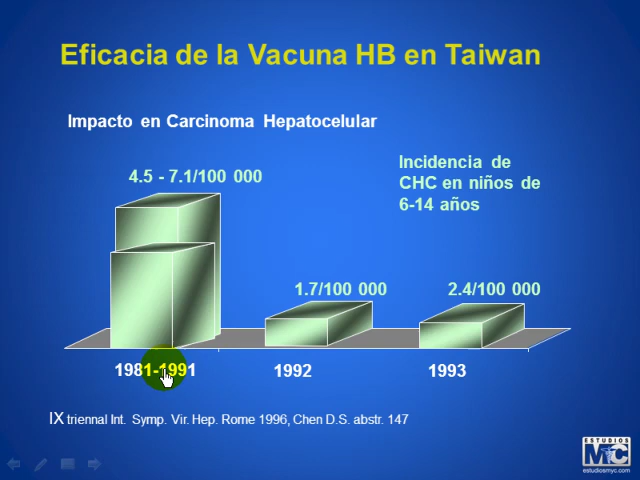 Eficacia de la Vacuna HB en Taiwan
Impacto en Carcinoma Hepatocelular
4.5 - 7.1/100 000
Incidencia de
CHC en niños de
6-14 años
1.7/100 000
2.4/100 000
1981-1991
1992
1993
IX triennal Int. Symp. Vir. Hep. Rome 1996, Chen D.S. abstr. 147
ESTUDIOS
MyC
estudiosmyc.com